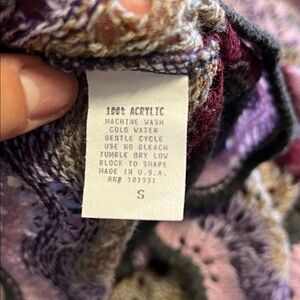 100% ACRYLIC
MACHINE WASH
COLD WATER
GENTLE CYCLE
USE NO BLEACH
TUMBLE DRY LOW
BLOCK TO SHAPE
MADE IN U.S.A.
RN# 101931
S